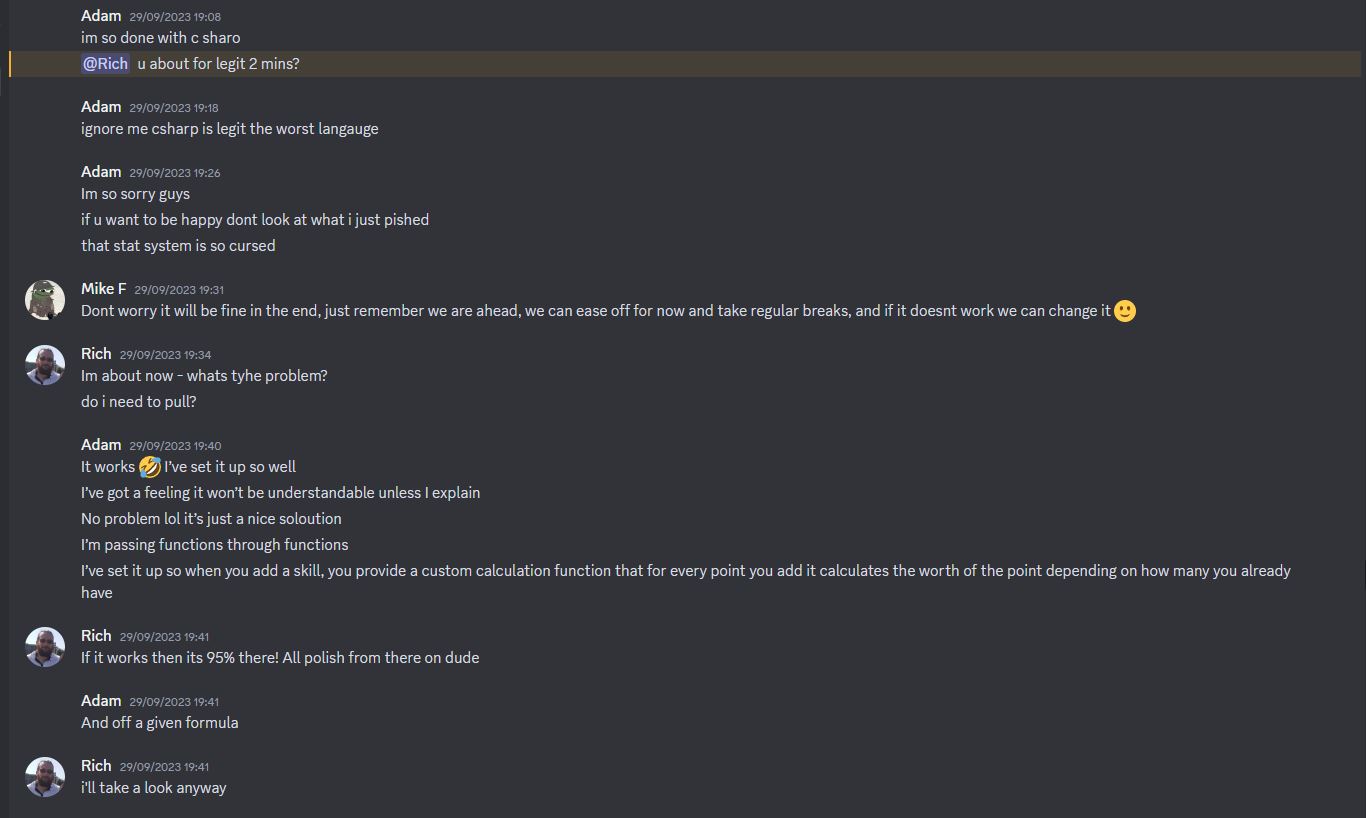 Adam 29/09/2023 19:08
im so done with c sharo
@Rich u about for legit 2 mins?
Adam 29/09/2023 19:18
ignore me csharp is legit the worst langauge
Adam 29/09/2023 19:26
Im so sorry guys
if u want to be happy dont look at what i just pished
that stat system is so cursed
Mike F 29/09/2023 19:31
Dont worry it will be fine in the end, just remember we are ahead, we can ease off for now and take regular breaks, and if it doesnt work we can change it 🙂
Rich 29/09/2023 19:34
Im about now - whats tyhe problem?
do i need to pull?
Adam 29/09/2023 19:40
It works 🤣 I’ve set it up so well
I’ve got a feeling it won’t be understandable unless I explain
No problem lol it’s just a nice soloution
I’m passing functions through functions
I’ve set it up so when you add a skill, you provide a custom calculation function that for every point you add it calculates the worth of the point depending on how many you already
have
Rich 29/09/2023 19:41
If it works then its 95% there! All polish from there on dude
Adam 29/09/2023 19:41
And off a given formula
Rich 29/09/2023 19:41
i'll take a look anyway